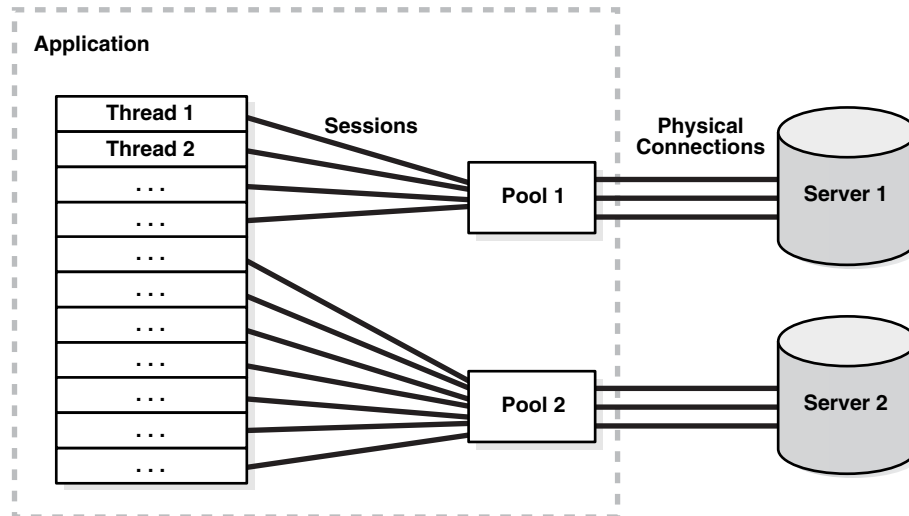 Application
Thread 1
Thread 2
. . .
. . .
. . .
. . .
. . .
. . .
. . .
. . .
. . .
Sessions
Pool 1
Pool 2
Physical
Connections
Server 1
Server 2